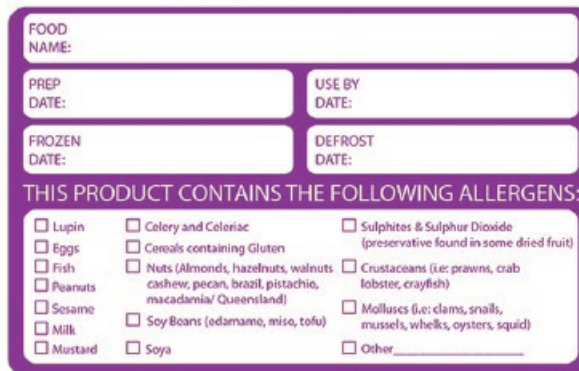 FOOD
NAME:
PREP
DATE:
USE BY
DATE:
FROZEN
DATE:
DEFROST
DATE:
THIS PRODUCT CONTAINS THE FOLLOWING ALLERGENS:
Lupin
Eggs
Fish
Peanuts
Sesame
Milk
Mustard
Celery and Celeriac
Cereals containing Gluten
Nuts (Almonds, hazelnuts, walnuts
cashew, pecan, brazil, pistachio,
macadamia/ Queensland)
Soy Beans (edamame, miso, tofu)
Soya
Sulphites & Sulphur Dioxide
(preservative found in some dried fruit)
Crustaceans (i.e: prawns, crab
lobster, crayfish)
Molluscs (i.e: clams, snails,
mussels, whelks, oysters, squid)
Other____________________